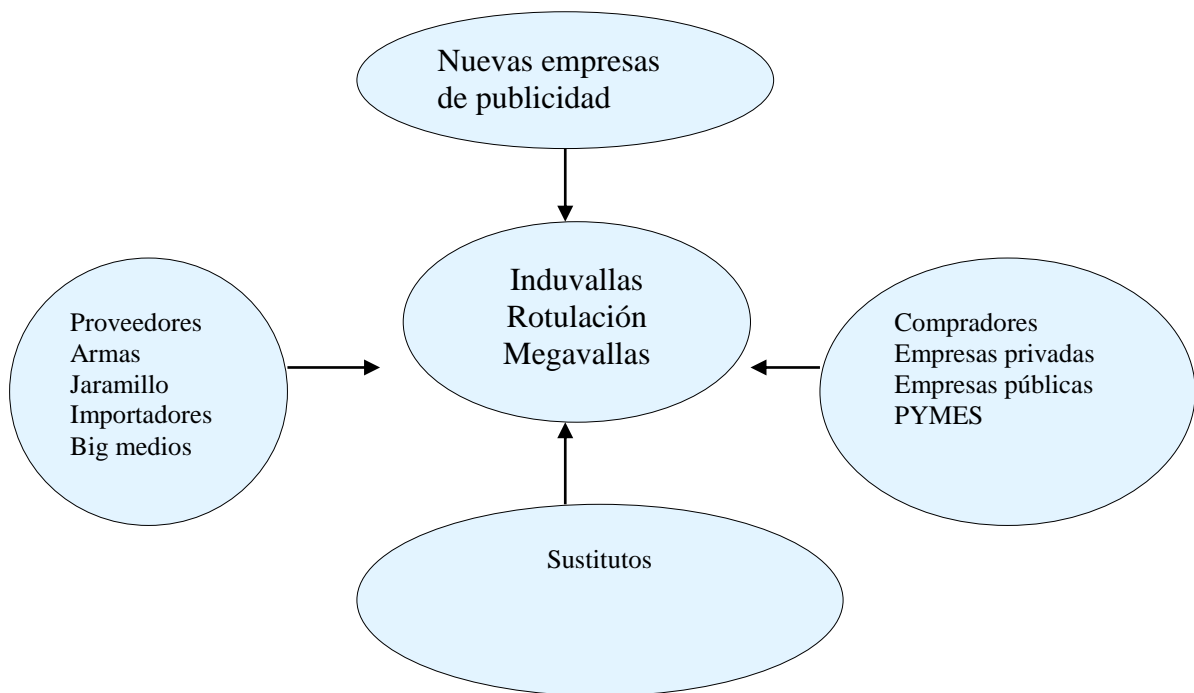 Nuevas empresas
de publicidad
Induvallas
Rotulación
Megavallas
Proveedores
Armas
Jaramillo
Importadores
Big medios
Compradores
Empresas privadas
Empresas públicas
PYMES
Sustitutos